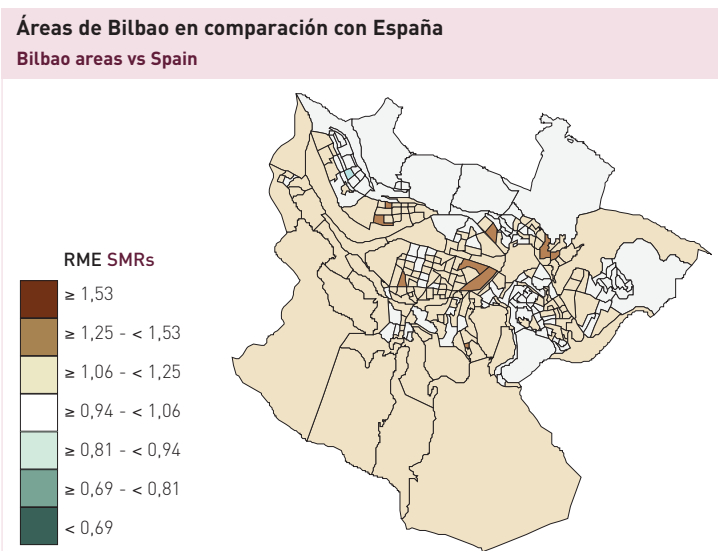 Áreas de Bilbao en comparación con España
Bilbao areas vs Spain
RME SMRs
≥ 1,53
≥ 1,25 - < 1,53
≥ 1,06 - < 1,25
≥ 0,94 - < 1,06
≥ 0,81 - < 0,94
≥ 0,69 - < 0,81
< 0,69